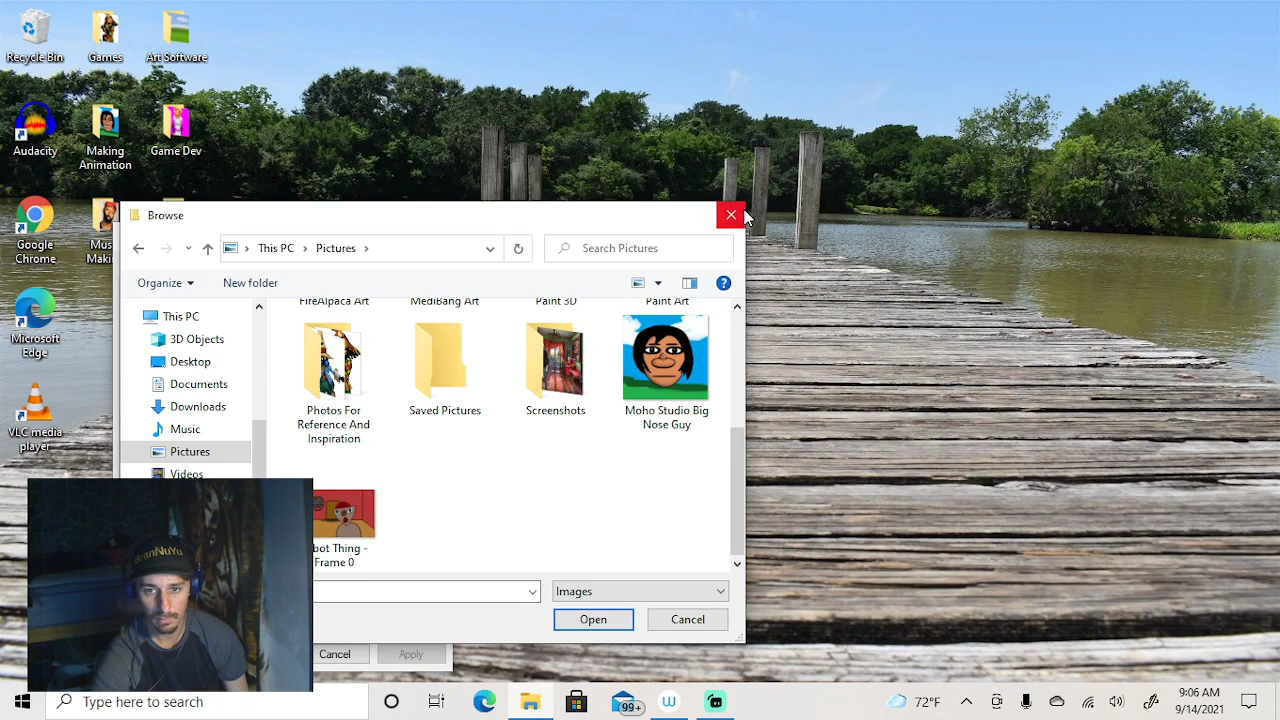 Recycle Bin
Games
Art Software
Audacity
Making
Animation
Game Dev
Google
Chrome
Microsoft
Edge
VLC media
player
Browse
This PC
Pictures
Search Pictures
Organize
New folder
FireAlpaca Art
MediBang Art
Paint 3D
Paint Art
This PC
3D Objects
Desktop
Documents
Downloads
Music
Pictures
Videos
Photos For
Reference And
Inspiration
Saved Pictures
Screenshots
Moho Studio Big
Nose Guy
bot Thing -
Frame 0
Images
Open
Cancel
Cancel
Apply
Type here to search
99+
72°F
9:06 AM
9/14/2021